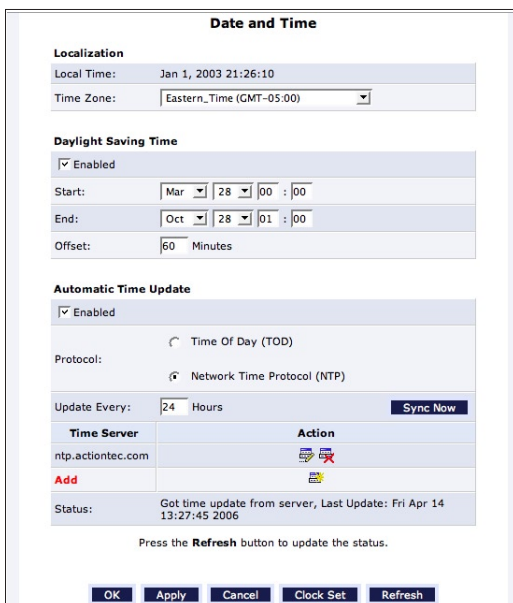 Date and Time
Localization
Local Time: Jan 1, 2003 21:26:10
Time Zone: Eastern_Time (GMT-05:00)
Daylight Saving Time
Enabled
Start: Mar 28 00 : 00
End: Oct 28 01 : 00
Offset: 60 Minutes
Automatic Time Update
Enabled
Protocol:
Time Of Day (TOD)
Network Time Protocol (NTP)
Update Every: 24 Hours Sync Now
Time Server Action
ntp.actiontec.com
Add
Status: Got time update from server, Last Update: Fri Apr 14
13:27:45 2006
Press the Refresh button to update the status.
OK Apply Cancel Clock Set Refresh